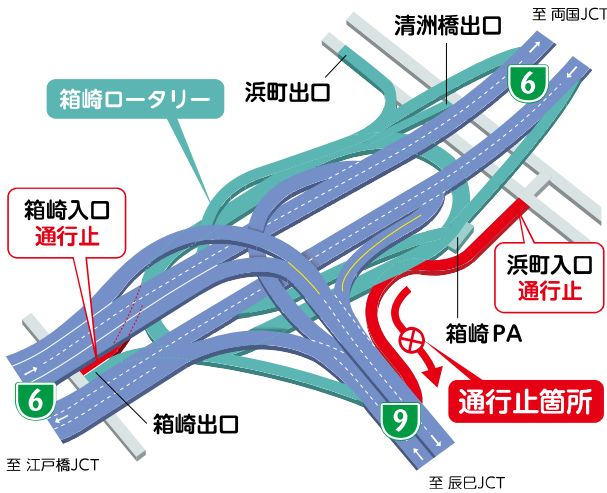 至 両国JCT
清洲橋出口
6
浜町出口
箱崎ロータリー
箱崎入口
通行止
浜町入口
通行止
箱崎PA
通行止箇所
6
9
箱崎出口
至 江戸橋JCT
至 辰巳JCT